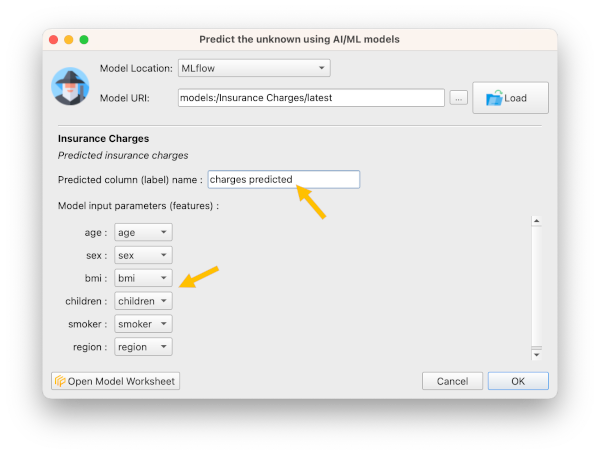 Predict the unknown using AI/ML models
Model Location: MLflow
Model URI: models:/Insurance Charges/latest ... Load
Insurance Charges
Predicted insurance charges
Predicted column (label) name : charges predicted
Model input parameters (features) :
age : age
sex : sex
bmi : bmi
children : children
smoker : smoker
region : region
Open Model Worksheet Cancel OK